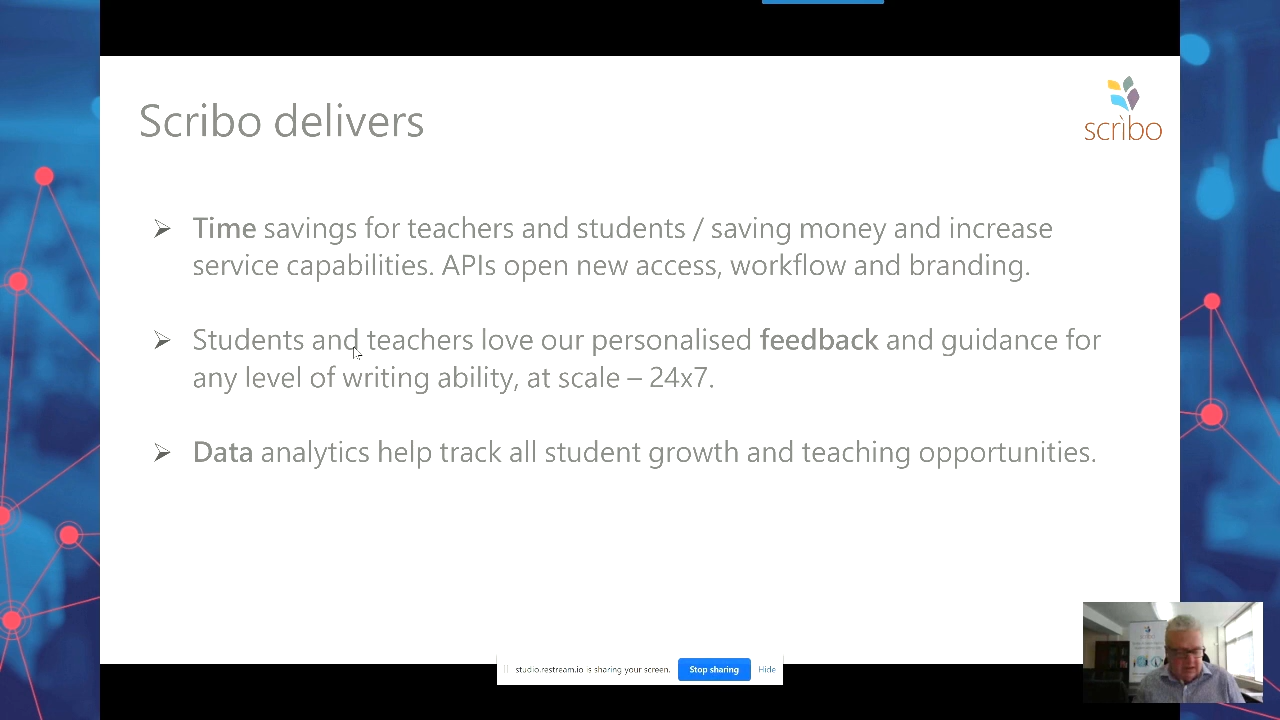 Scribo delivers
scrìbo
➢ Time savings for teachers and students / saving money and increase
service capabilities. APIs open new access, workflow and branding.
➢ Students and teachers love our personalised feedback and guidance for
any level of writing ability, at scale – 24x7.
➢ Data analytics help track all student growth and teaching opportunities.
studio.restream.io is sharing your screen. Stop sharing Hide